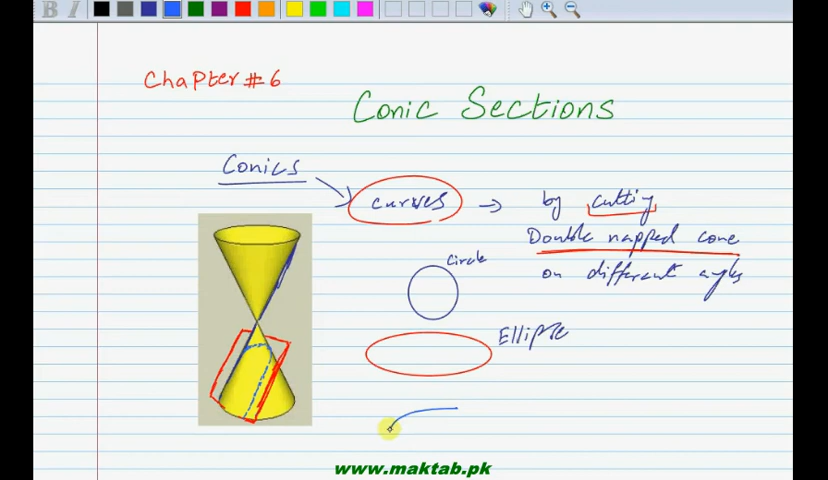 B I
Chapter # 6
Conic Sections
Conics
curves → by cutting
Double napped cone
on different angles
Circle
Ellipse
www.maktab.pk